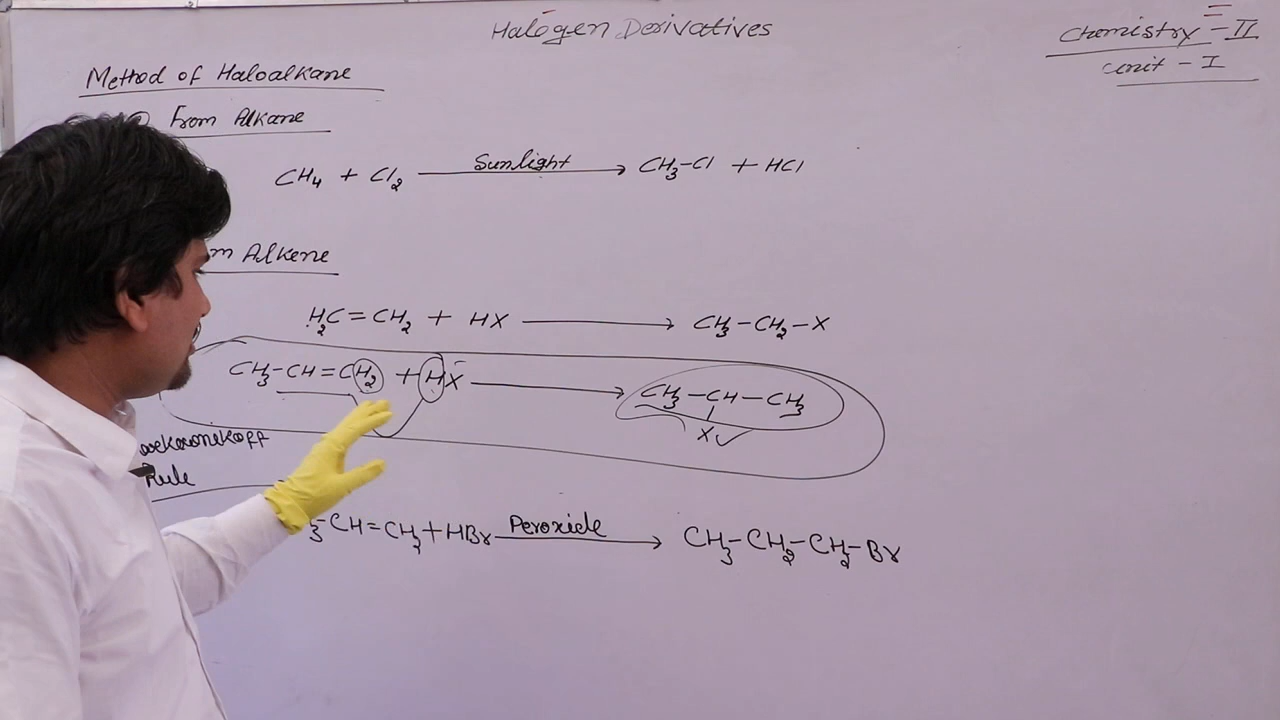 Halogen Derivatives
Chemistry - II
Unit - I
Method of Haloalkane
From Alkane
CH₄ + Cl₂ Sunlight → CH₃-Cl + HCl
m Alkene
H₂C=CH₂ + HX → CH₃-CH₂-X
CH₃-CH=CH₂ + HX → CH₃-CH-CH₃
X
Rule
₃-CH=CH₂+HBr Peroxide → CH₃-CH₂-CH₂-Br